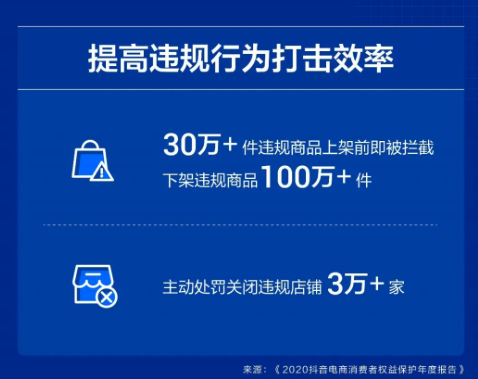 提高违规行为打击效率
30万+ 件违规商品上架前即被拦截
下架违规商品 100万+ 件
主动处罚关闭违规店铺 3万+ 家
来源：《2020抖音电商消费者权益保护年度报告》